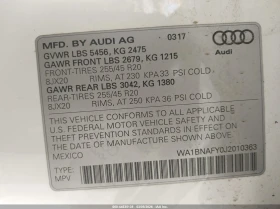 MFD. BY AUDI AG 0317
GVWR LBS 5456, KG 2475
GAWR FRONT LBS 2679, KG 1215
FRONT-TIRES 255/45 R20
8JX20 RIMS, AT 230 KPA 33 PSI COLD
GAWR REAR LBS 3042, KG 1380
REAR-TIRES 255/45 R20
8JX20 RIMS, AT 250 KPA 36 PSI COLD
THIS VEHICLE CONFORMS TO ALL
APPLICABLE FEDERAL MOTOR VEHICLE
SAFETY, BUMPER, AND THEFT PREVENTION
STANDARDS IN EFFECT ON THE DATE OF
MANUFACTURE SHOWN ABOVE.
MEXICO WA1BNAFY0J2010363
TYPE:
MPV
Audi